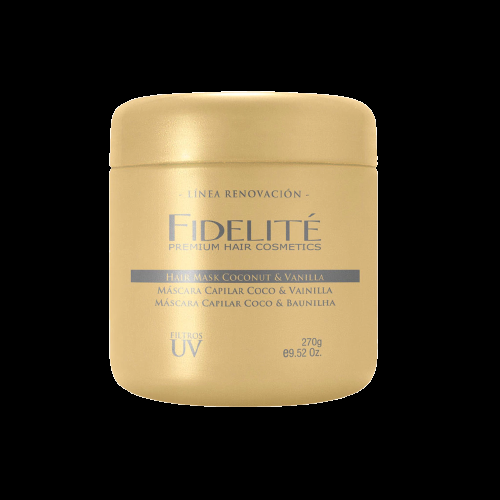 - LÍNEA RENOVACIÓN -
FIDELITÉ
PREMIUM HAIR COSMETICS
HAIR MASK COCONUT & VANILLA
MÁSCARA CAPILAR COCO & VAINILLA
MÁSCARA CAPILAR COCO & BAUNILHA
FILTROS
UV
270g
℮9.52 Oz.